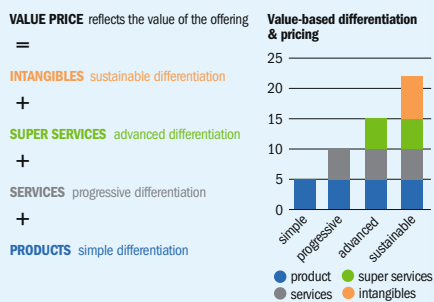 VALUE PRICE reflects the value of the offering
=
INTANGIBLES sustainable differentiation
+
SUPER SERVICES advanced differentiation
+
SERVICES progressive differentiation
+
PRODUCTS simple differentiation
Value-based differentiation
& pricing
25
20
15
10
5
0
simple
progressive
advanced
sustainable
product
super services
services
intangibles